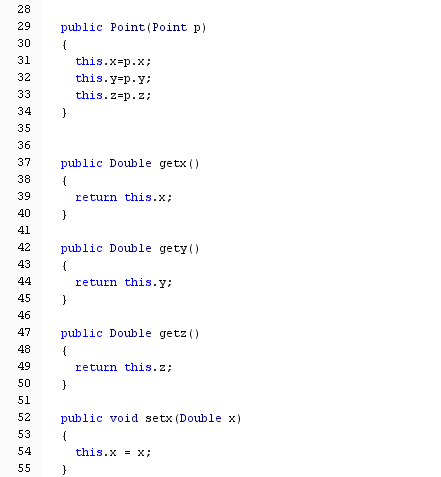 28
29 public Point(Point p)
30 {
31 this.x=p.x;
32 this.y=p.y;
33 this.z=p.z;
34 }
35
36
37 public Double getx()
38 {
39 return this.x;
40 }
41
42 public Double gety()
43 {
44 return this.y;
45 }
46
47 public Double getz()
48 {
49 return this.z;
50 }
51
52 public void setx(Double x)
53 {
54 this.x = x;
55 }